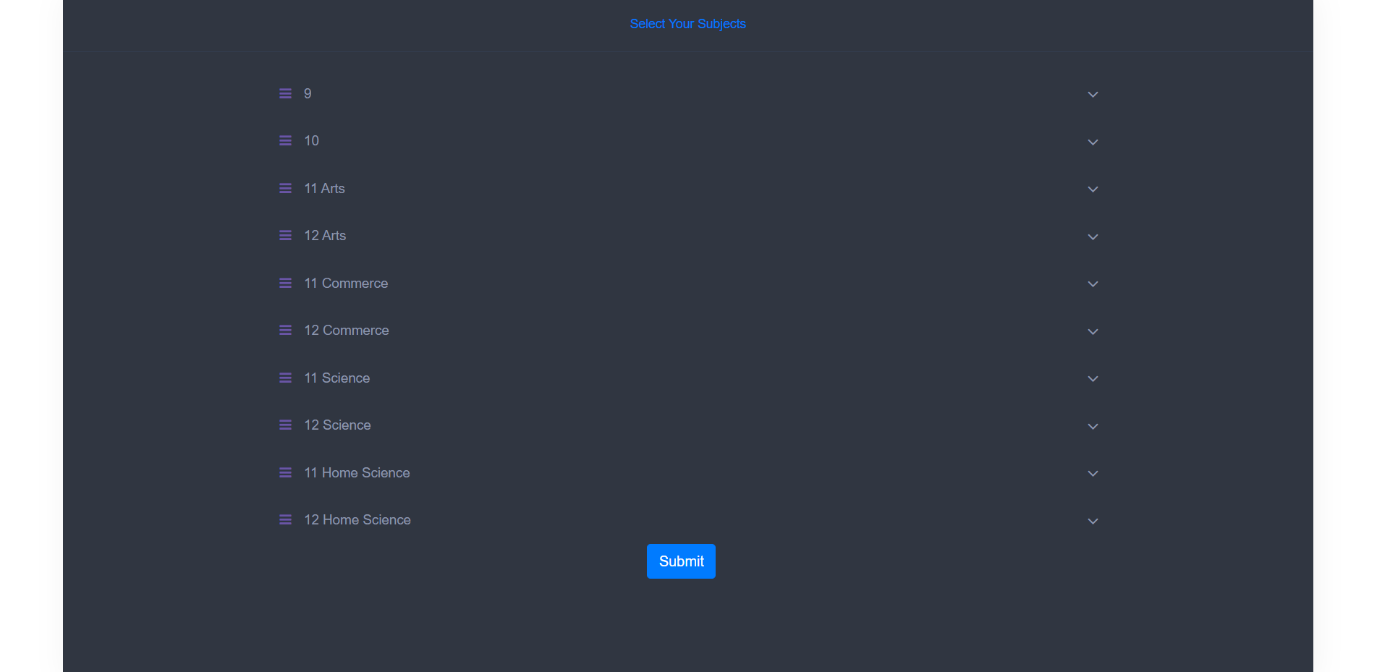 Select Your Subjects
9
10
11 Arts
12 Arts
11 Commerce
12 Commerce
11 Science
12 Science
11 Home Science
12 Home Science
Submit